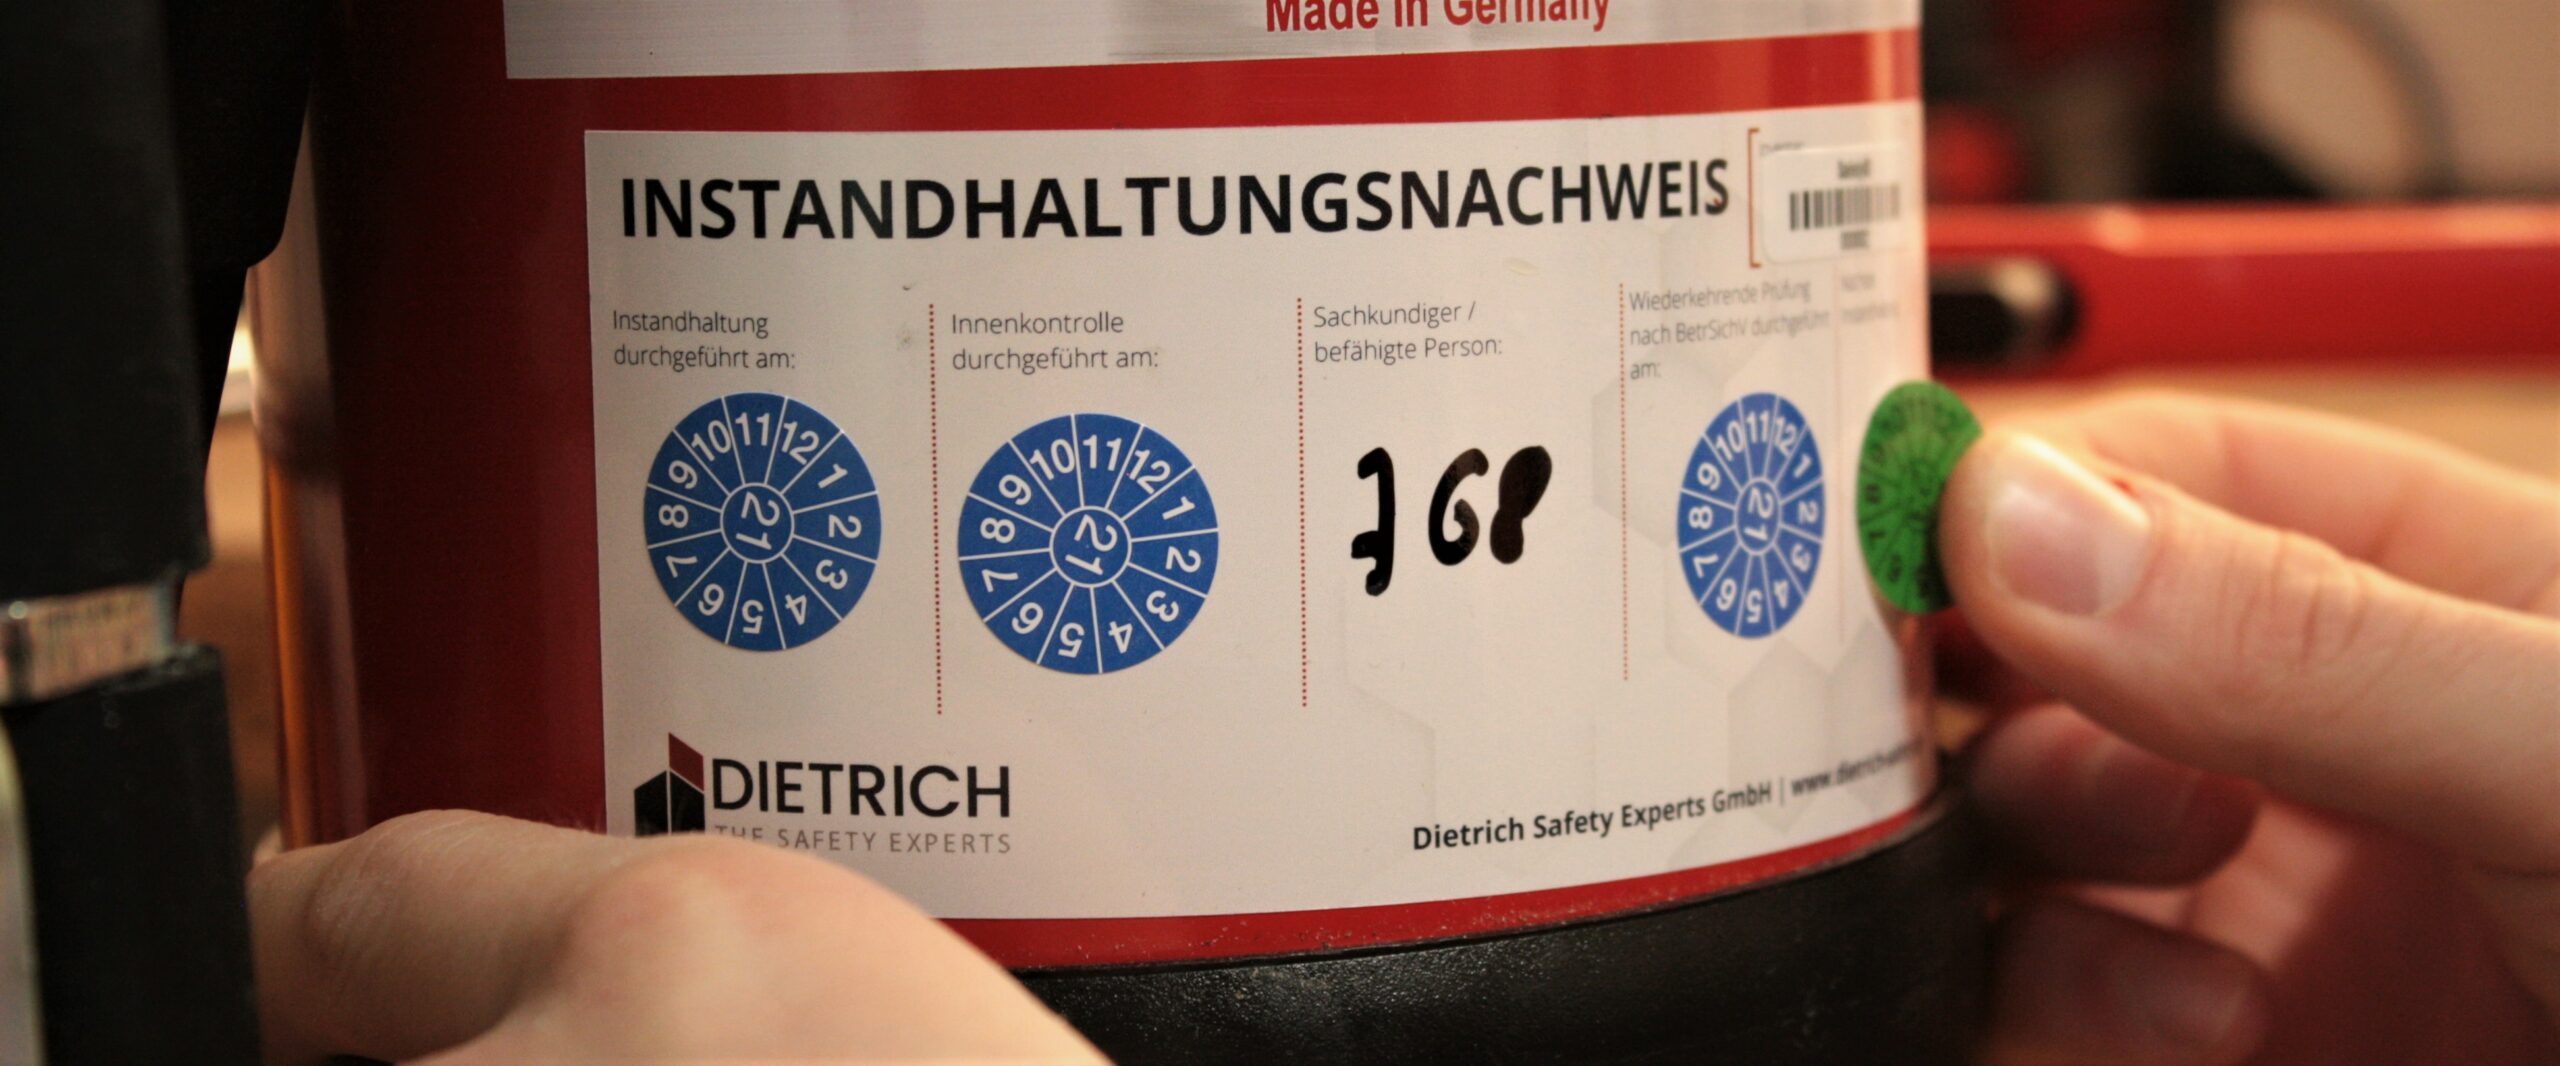 Made in Germany
INSTANDHALTUNGSNACHWEIS
Instandhaltung
durchgeführt am:
Innenkontrolle
durchgeführt am:
Sachkundiger /
befähigte Person:
Wiederkehrende Prüfung
nach BetrSichV durchgeführt
am:
10 11 12 1 2 3 4 5 6 7 8 9
21
10 11 12 1 2 3 4 5 6 7 8 9
21
768
10 11 12 1 2 3 4 5 6 7 8 9
21
DIETRICH
THE SAFETY EXPERTS
Dietrich Safety Experts GmbH | www.